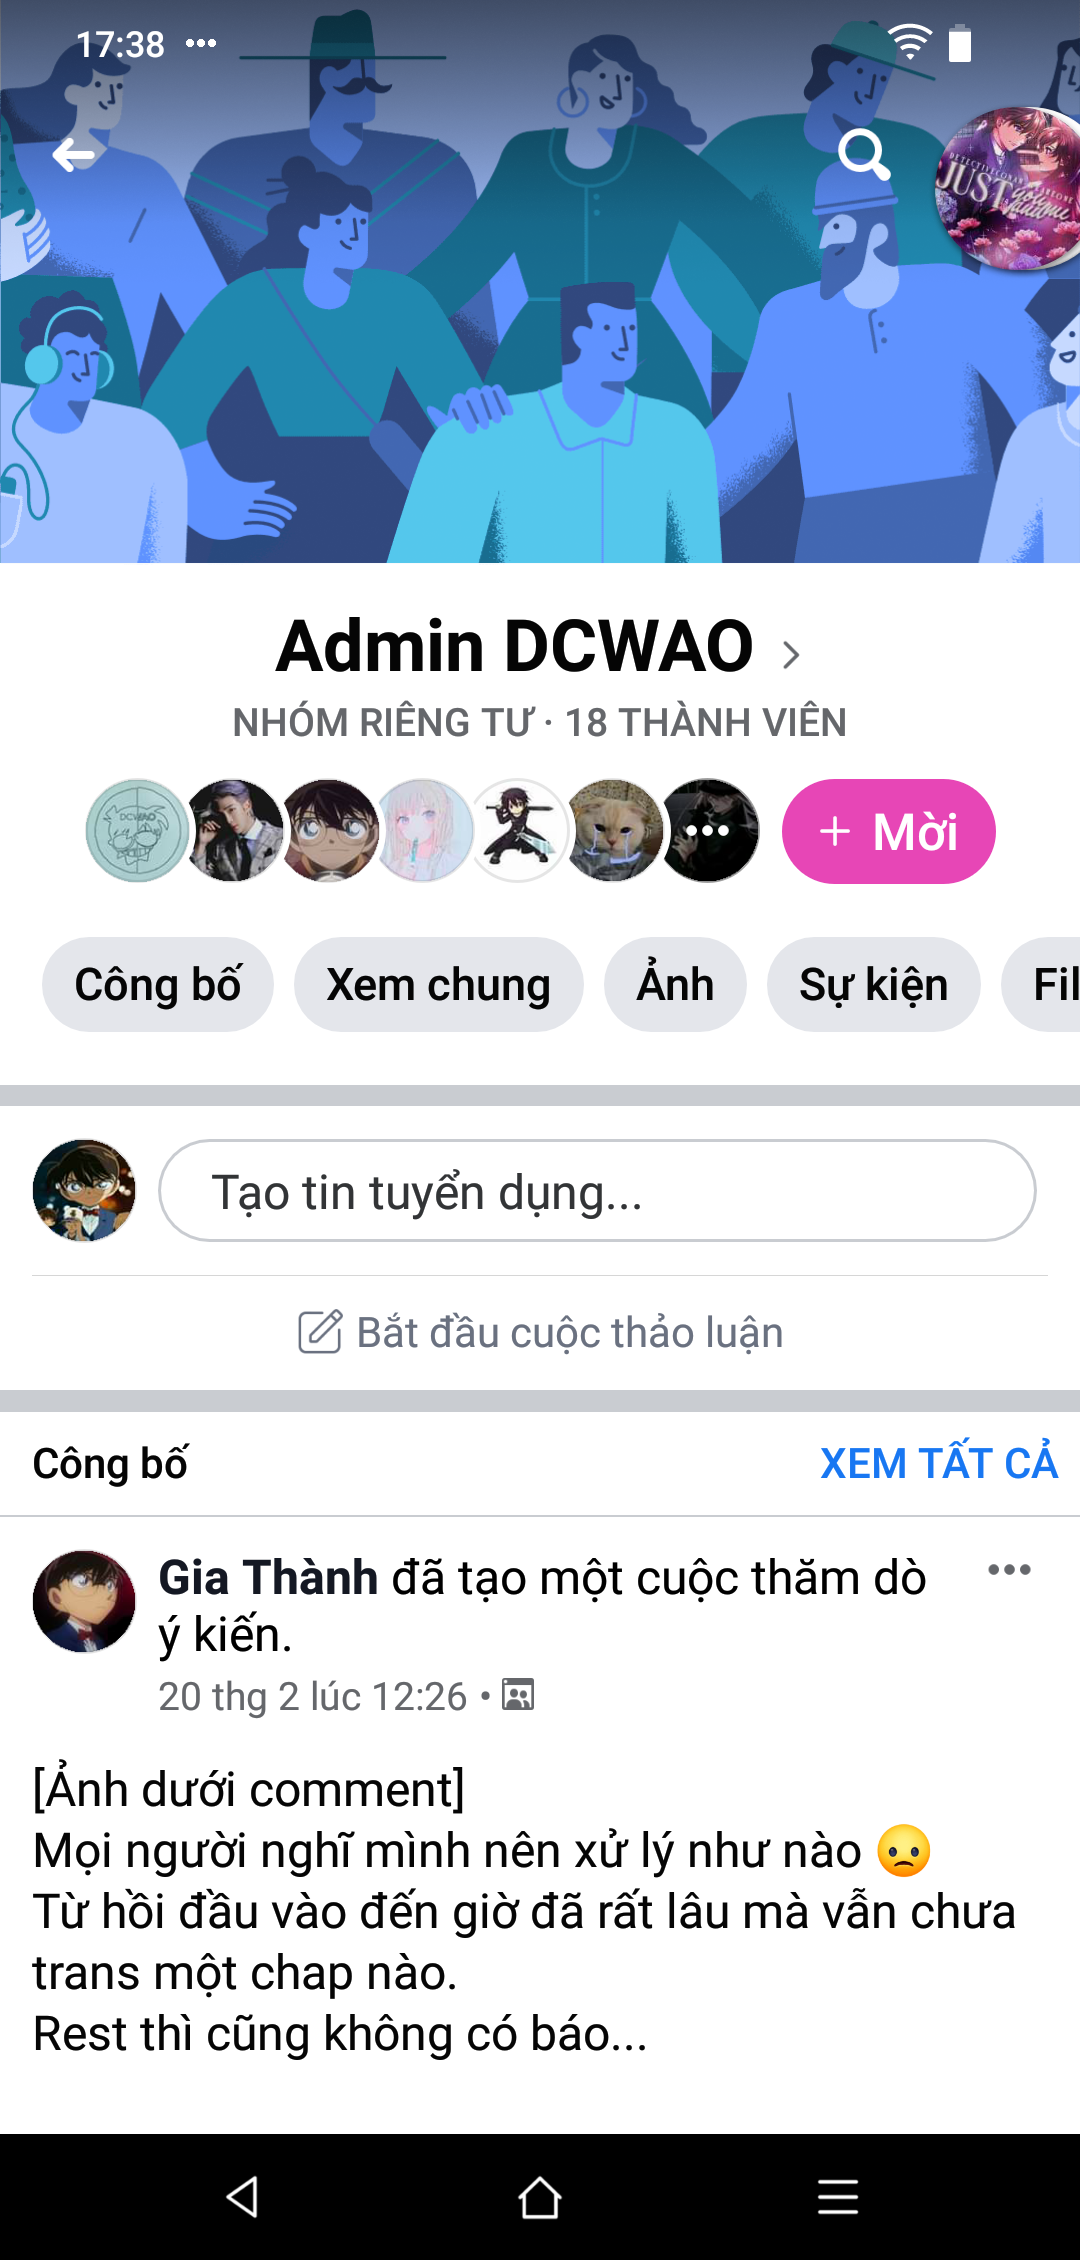 17:38
DETECTIVE CONAN
JUST
Admin DCWAO
NHÓM RIÊNG TƯ · 18 THÀNH VIÊN
DCWAO
+ Mời
Công bố
Xem chung
Ảnh
Sự kiện
Fil
Tạo tin tuyển dụng...
Bắt đầu cuộc thảo luận
Công bố
XEM TẤT CẢ
Gia Thành đã tạo một cuộc thăm dò
ý kiến.
20 thg 2 lúc 12:26 •
[Ảnh dưới comment]
Mọi người nghĩ mình nên xử lý như nào 😞
Từ hồi đầu vào đến giờ đã rất lâu mà vẫn chưa
trans một chap nào.
Rest thì cũng không có báo...